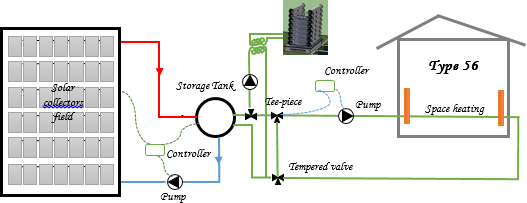 Solar
collectors
field
Storage Tank
Controller
Pump
Controller
Tee-piece
Pump
Tempered valve
Type 56
Space heating